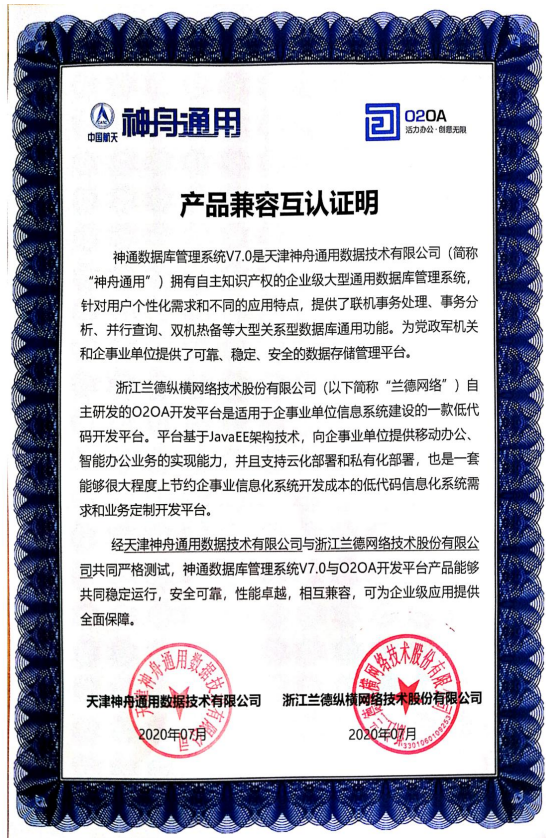 中国航天
神舟通用
O2OA
活力办公·创意无限
产品兼容互认证明
神通数据库管理系统V7.0是天津神舟通用数据技术有限公司（简称
“神舟通用”）拥有自主知识产权的企业级大型通用数据库管理系统，
针对用户个性化需求和不同的应用特点，提供了联机事务处理、事务分
析、并行查询、双机热备等大型关系型数据库通用功能。为党政军机关
和企事业单位提供了可靠、稳定、安全的数据存储管理平台。
浙江兰德纵横网络技术股份有限公司（以下简称“兰德网络”）自
主研发的O2OA开发平台是适用于企事业单位信息系统建设的一款低代
码开发平台。平台基于JavaEE架构技术，向企事业单位提供移动办公、
智能办公业务的实现能力，并且支持云化部署和私有化部署，也是一套
能够很大程度上节约企事业信息化系统开发成本的低代码信息化系统需
求和业务定制开发平台。
经天津神舟通用数据技术有限公司与浙江兰德纵横网络技术股份有限公
司共同严格测试，神通数据库管理系统V7.0与O2OA开发平台产品能够
共同稳定运行，安全可靠，性能卓越，相互兼容，可为企业级应用提供
全面保障。
天津神舟通用数据技术有限公司
浙江兰德纵横网络技术股份有限公司
2020年07月
2020年07月
天津神舟通用数据技术有限公司